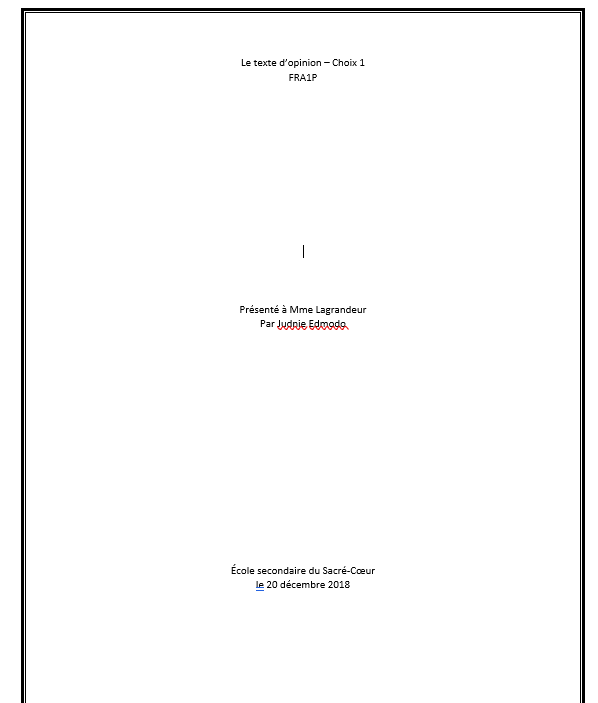 Le texte d’opinion – Choix 1
FRA1P
Présenté à Mme Lagrandeur
Par Judpie Edmodo
École secondaire du Sacré-Cœur
le 20 décembre 2018